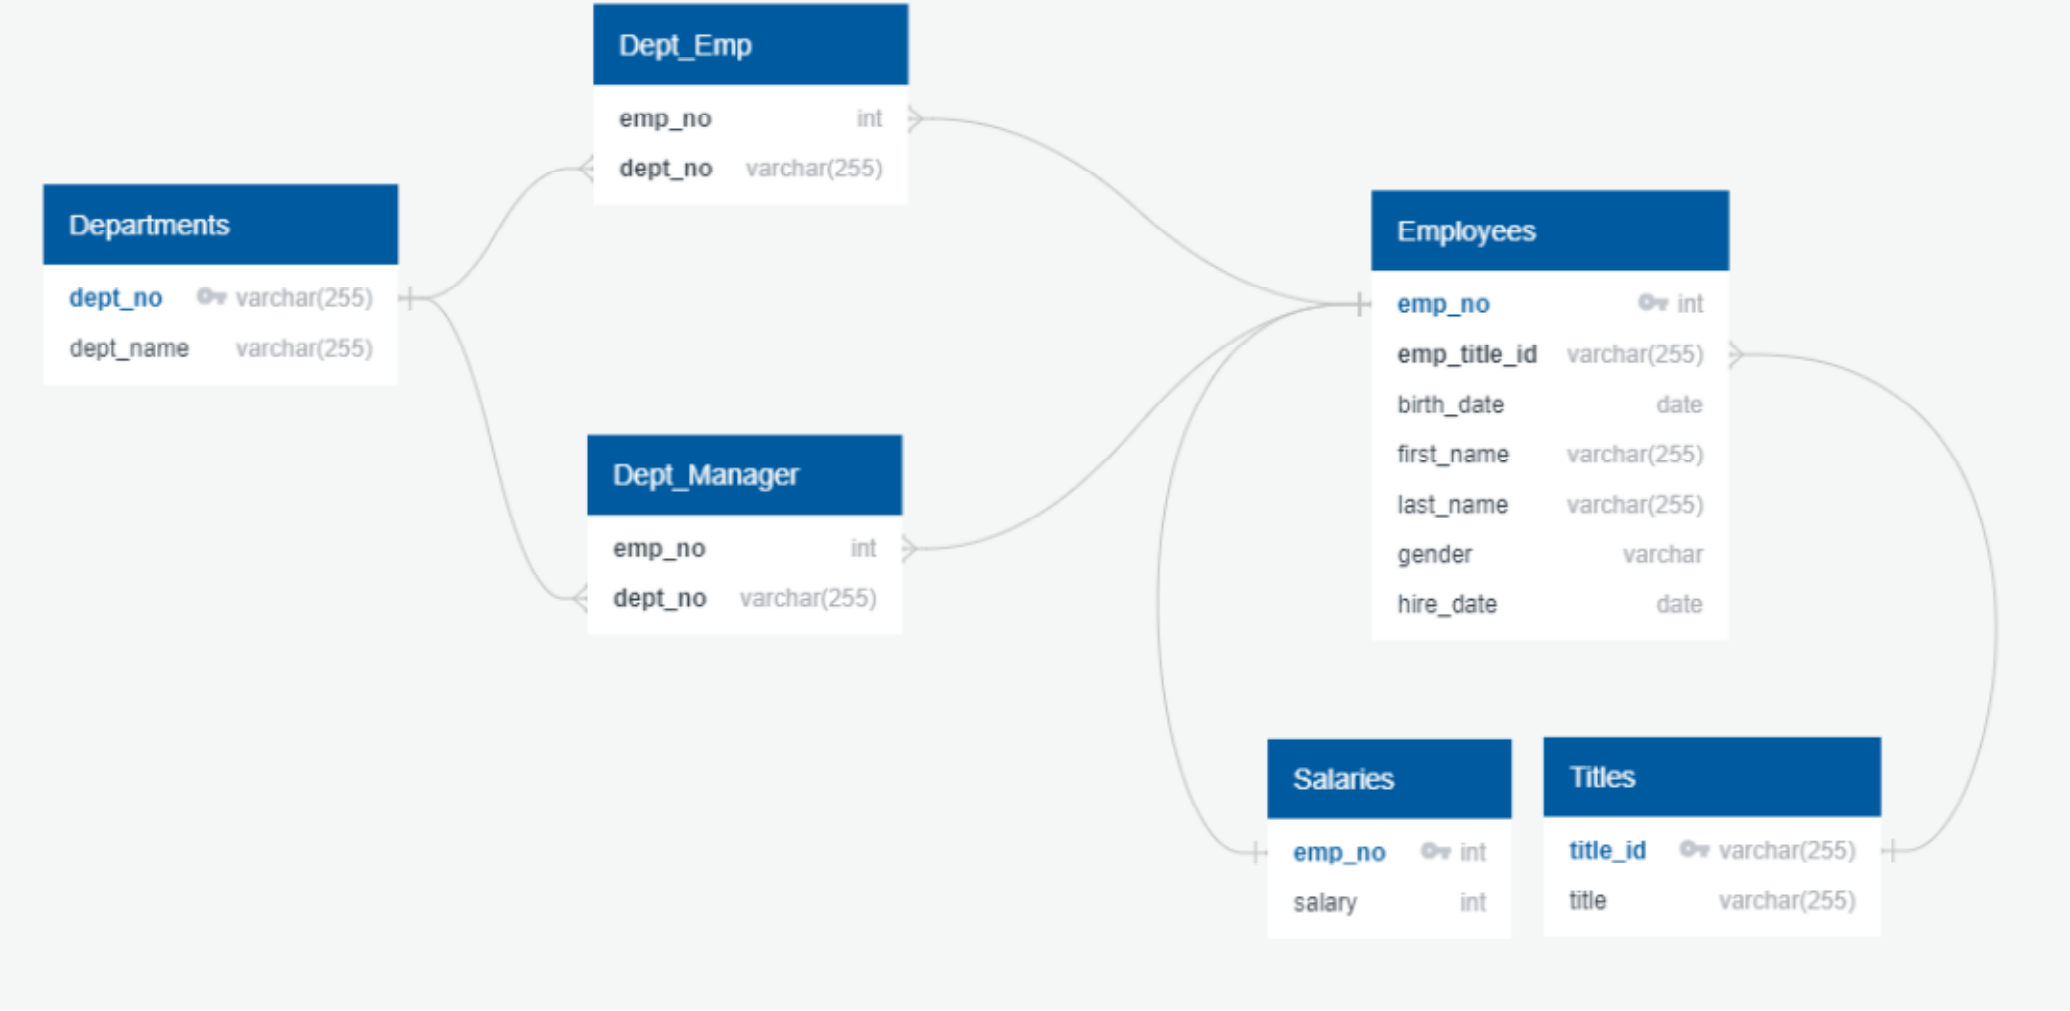 Dept_Emp
emp_no int
dept_no varchar(255)
Departments
dept_no varchar(255)
dept_name varchar(255)
Dept_Manager
emp_no int
dept_no varchar(255)
Employees
emp_no int
emp_title_id varchar(255)
birth_date date
first_name varchar(255)
last_name varchar(255)
gender varchar
hire_date date
Salaries
emp_no int
salary int
Titles
title_id varchar(255)
title varchar(255)